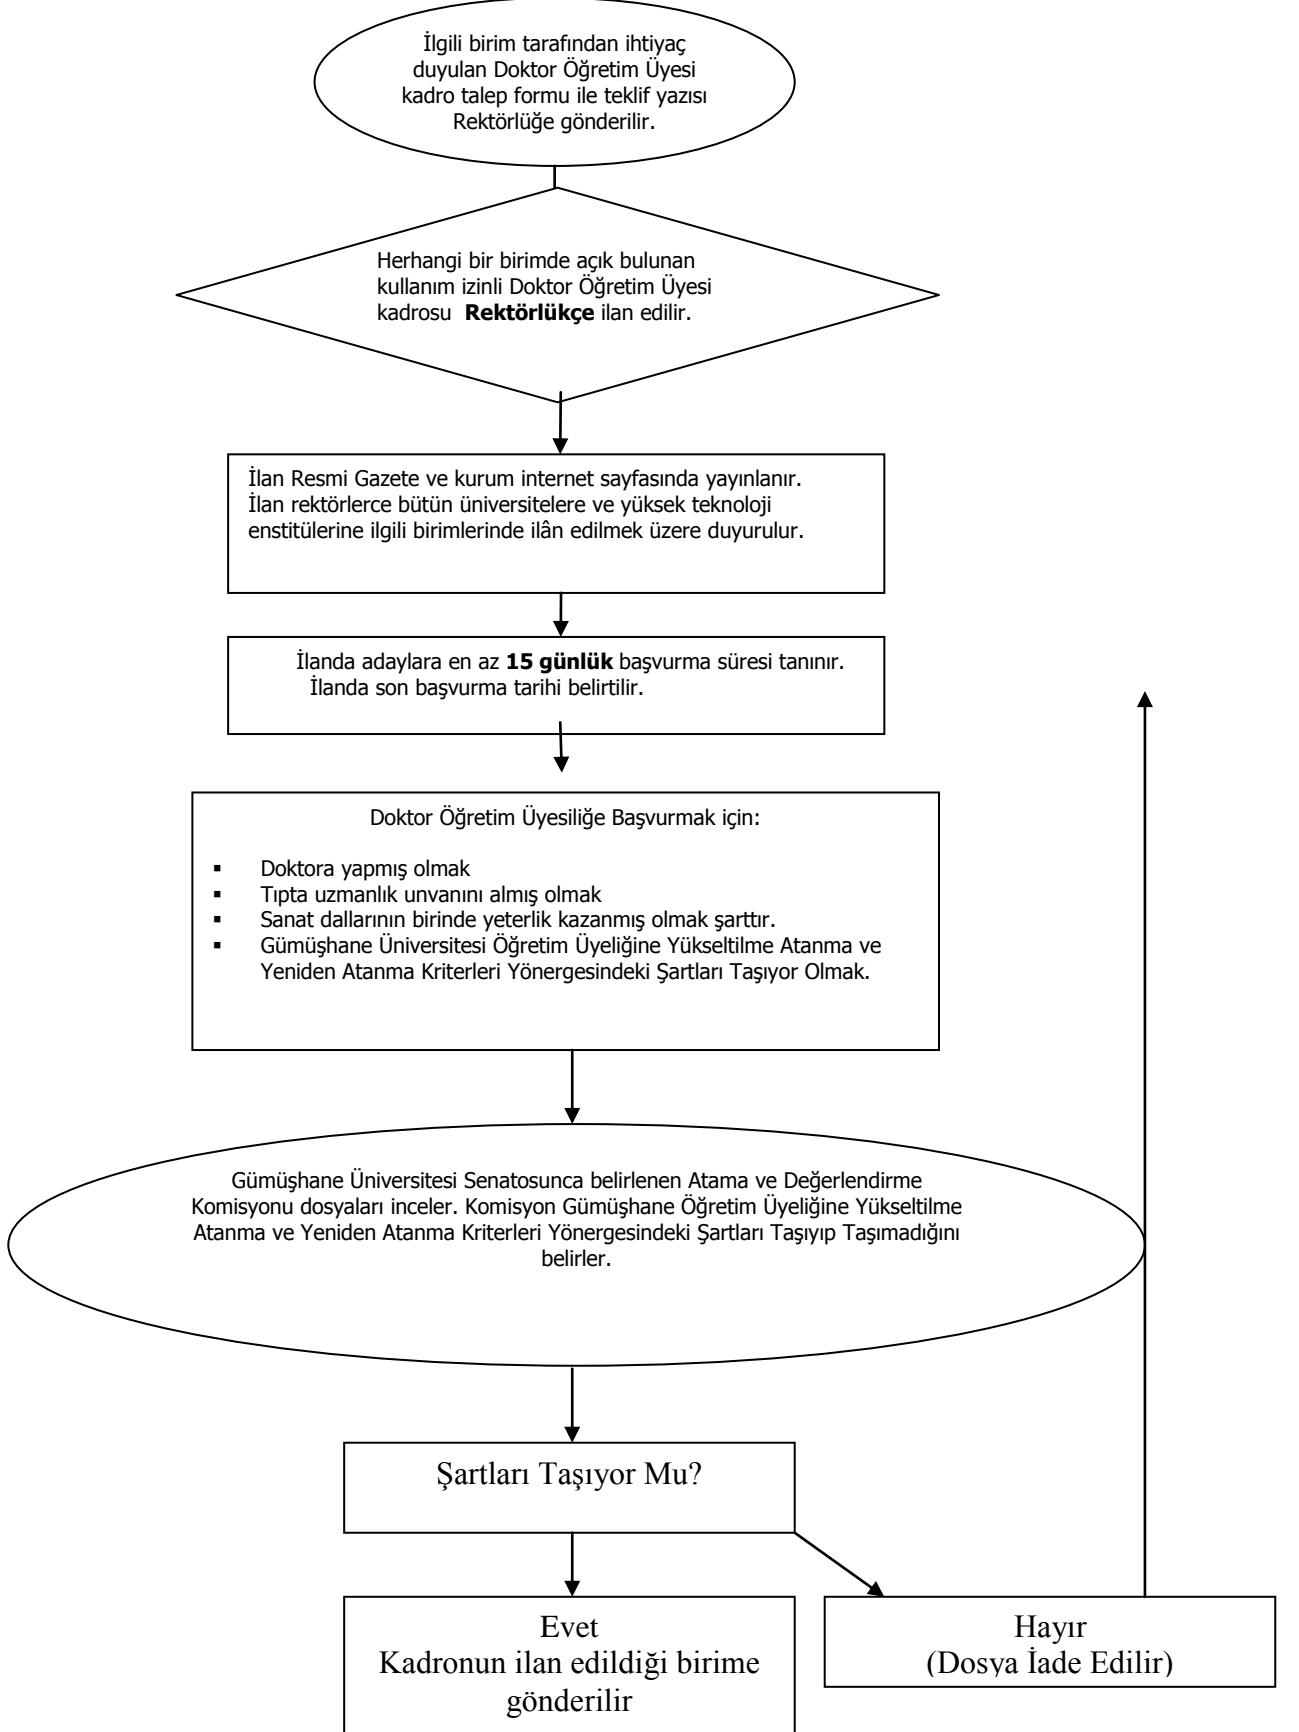 İlgili birim tarafından ihtiyaç
duyulan Doktor Öğretim Üyesi
kadro talep formu ile teklif yazısı
Rektörlüğe gönderilir.
Herhangi bir birimde açık bulunan
kullanım izinli Doktor Öğretim Üyesi
kadrosu Rektörlükçe ilan edilir.
İlan Resmi Gazete ve kurum internet sayfasında yayınlanır.
İlan rektörlerce bütün üniversitelere ve yüksek teknoloji
enstitülerine ilgili birimlerinde ilân edilmek üzere duyurulur.
İlanda adaylara en az 15 günlük başvurma süresi tanınır.
İlanda son başvurma tarihi belirtilir.
Doktor Öğretim Üyesiliğe Başvurmak için:
▪ Doktora yapmış olmak
▪ Tıpta uzmanlık unvanını almış olmak
▪ Sanat dallarının birinde yeterlik kazanmış olmak şarttır.
▪ Gümüşhane Üniversitesi Öğretim Üyeliğine Yükseltilme Atanma ve
Yeniden Atanma Kriterleri Yönergesindeki Şartları Taşıyor Olmak.
Gümüşhane Üniversitesi Senatosunca belirlenen Atama ve Değerlendirme
Komisyonu dosyaları inceler. Komisyon Gümüşhane Öğretim Üyeliğine Yükseltilme
Atanma ve Yeniden Atanma Kriterleri Yönergesindeki Şartları Taşıyıp Taşımadığını
belirler.
Şartları Taşıyor Mu?
Evet
Kadronun ilan edildiği birime
gönderilir
Hayır
(Dosya İade Edilir)